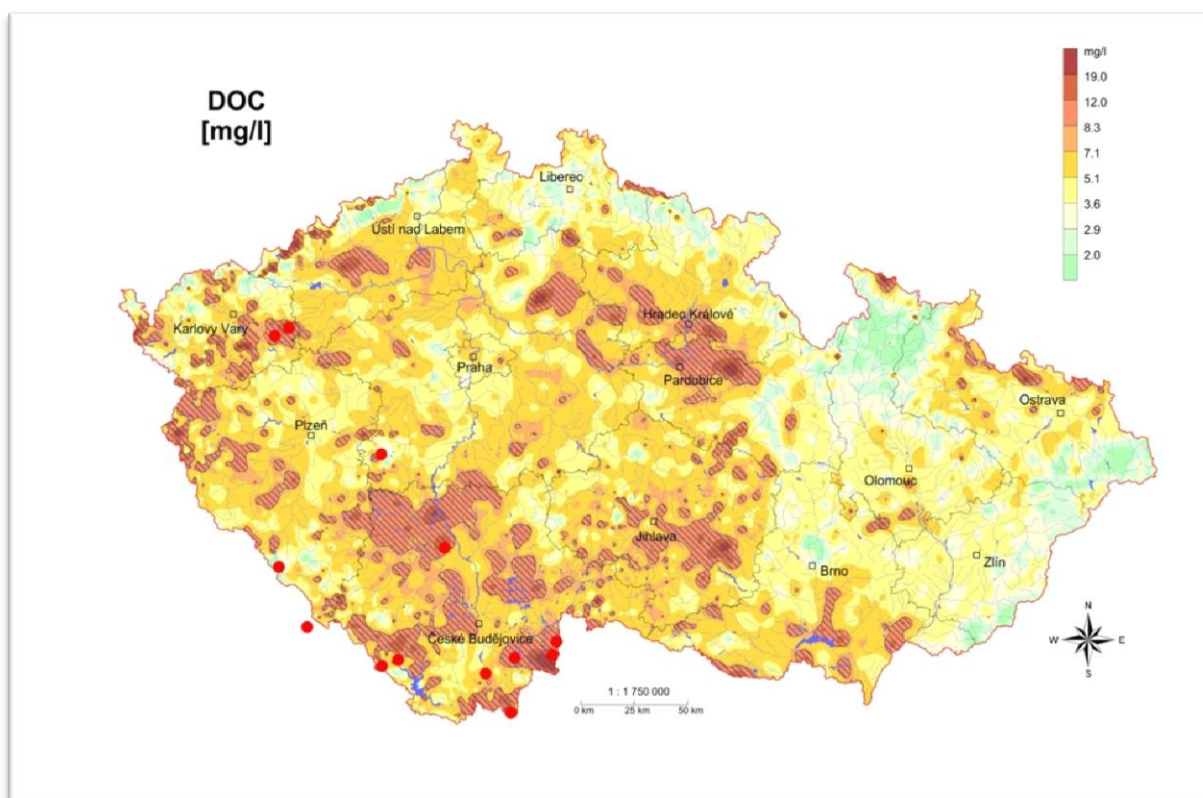 mg/l
19.0
12.0
8.3
7.1
5.1
3.6
2.9
2.0
DOC
[mg/l]
Liberec
Ústí nad Labem
Karlovy Vary
Hradec Králové
Praha
Pardubice
Plzeň
Ostrava
Olomouc
Jihlava
Brno
Zlín
České Budějovice
N
W
E
S
1 : 1 750 000
0 km
25 km
50 km